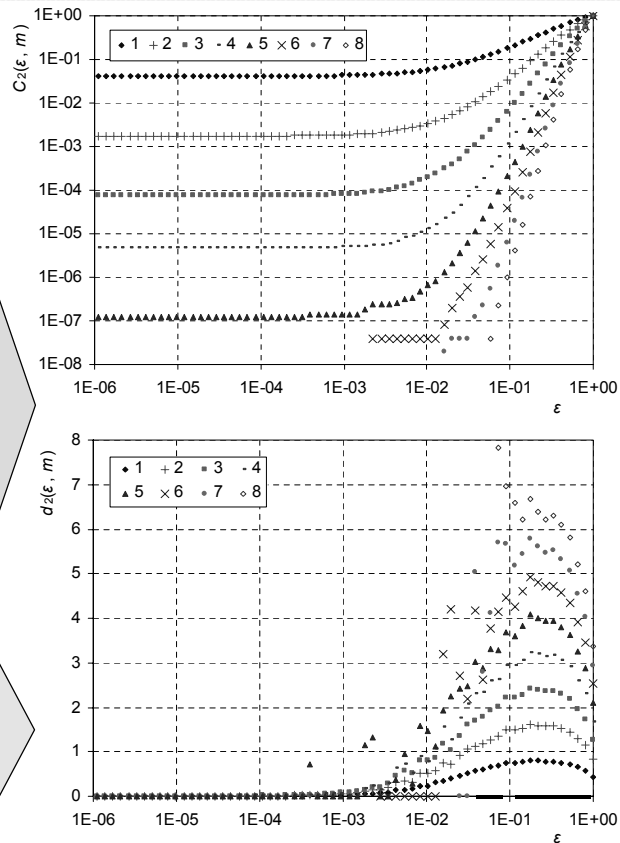 1E+00
1E-01
1E-02
1E-03
1E-04
1E-05
1E-06
1E-07
1E-08
C₂(ε, m)
1 2 3 4 5 6 7 8
1E-06 1E-05 1E-04 1E-03 1E-02 1E-01 1E+00
ε
8
7
6
5
4
3
2
1
0
d₂(ε, m)
1 2 3 4
5 6 7 8
1E-06 1E-05 1E-04 1E-03 1E-02 1E-01 1E+00
ε